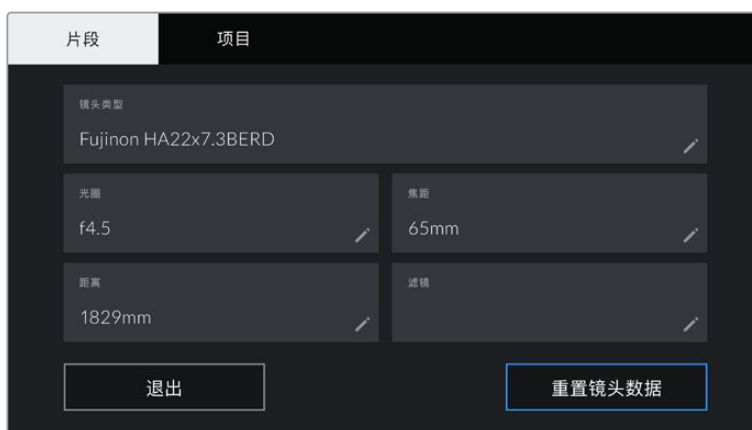 片段 项目
镜头类型
Fujinon HA22x7.3BERD
光圈 焦距
f4.5 65mm
距离 滤镜
1829mm
退出 重置镜头数据